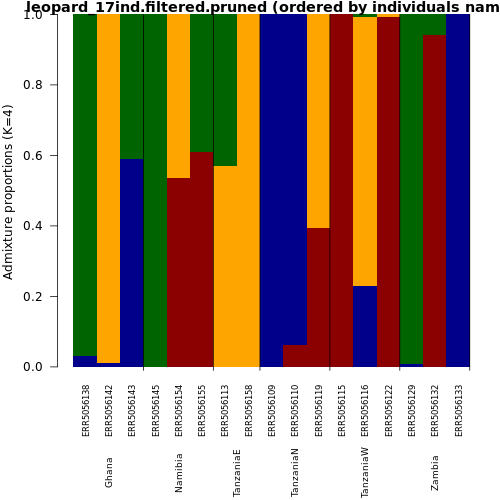 leopard_17ind.filtered.pruned (ordered by individuals nam
Admixture proportions (K=4)
1.0
0.8
0.6
0.4
0.2
0.0
ERR5056138
ERR5056142
ERR5056143
ERR5056145
ERR5056154
ERR5056155
ERR5056113
ERR5056158
ERR5056109
ERR5056110
ERR5056119
ERR5056115
ERR5056116
ERR5056122
ERR5056129
ERR5056132
ERR5056133
Ghana
Namibia
TanzaniaE
TanzaniaN
TanzaniaW
Zambia